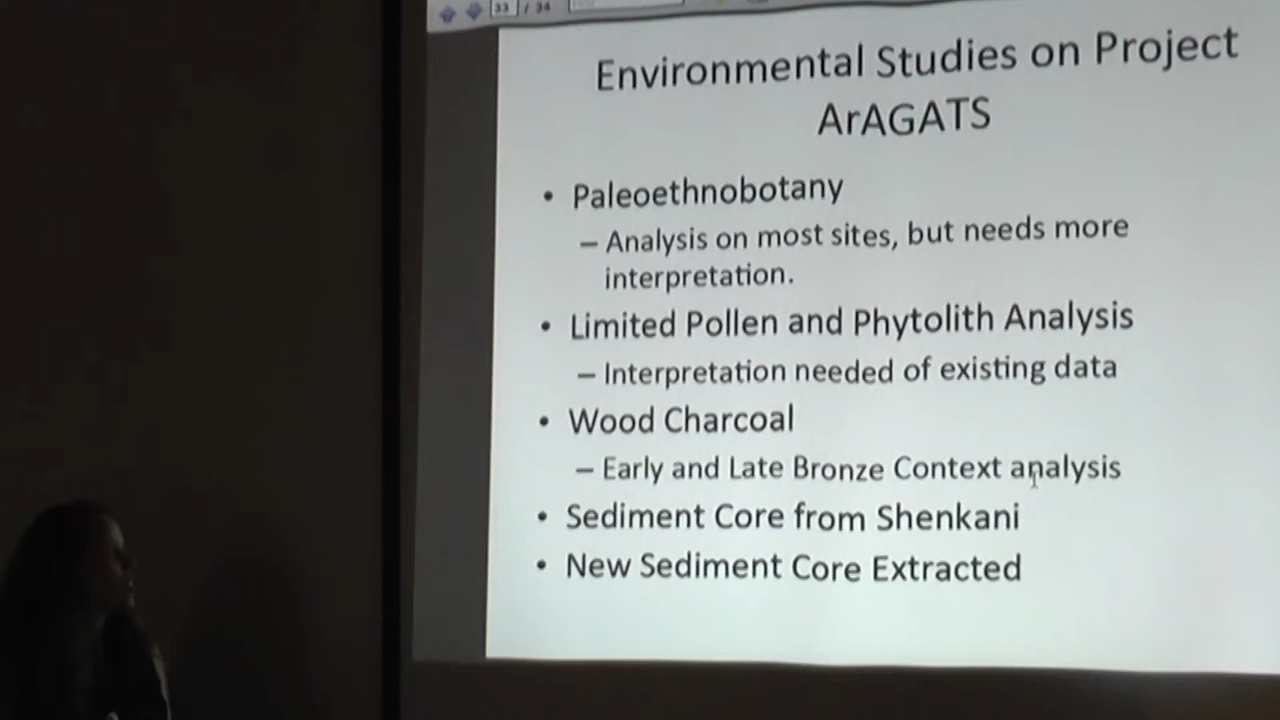 33 / 34
Environmental Studies on Project
ArAGATS
• Paleoethnobotany
– Analysis on most sites, but needs more
interpretation.
• Limited Pollen and Phytolith Analysis
– Interpretation needed of existing data
• Wood Charcoal
– Early and Late Bronze Context analysis
• Sediment Core from Shenkani
• New Sediment Core Extracted